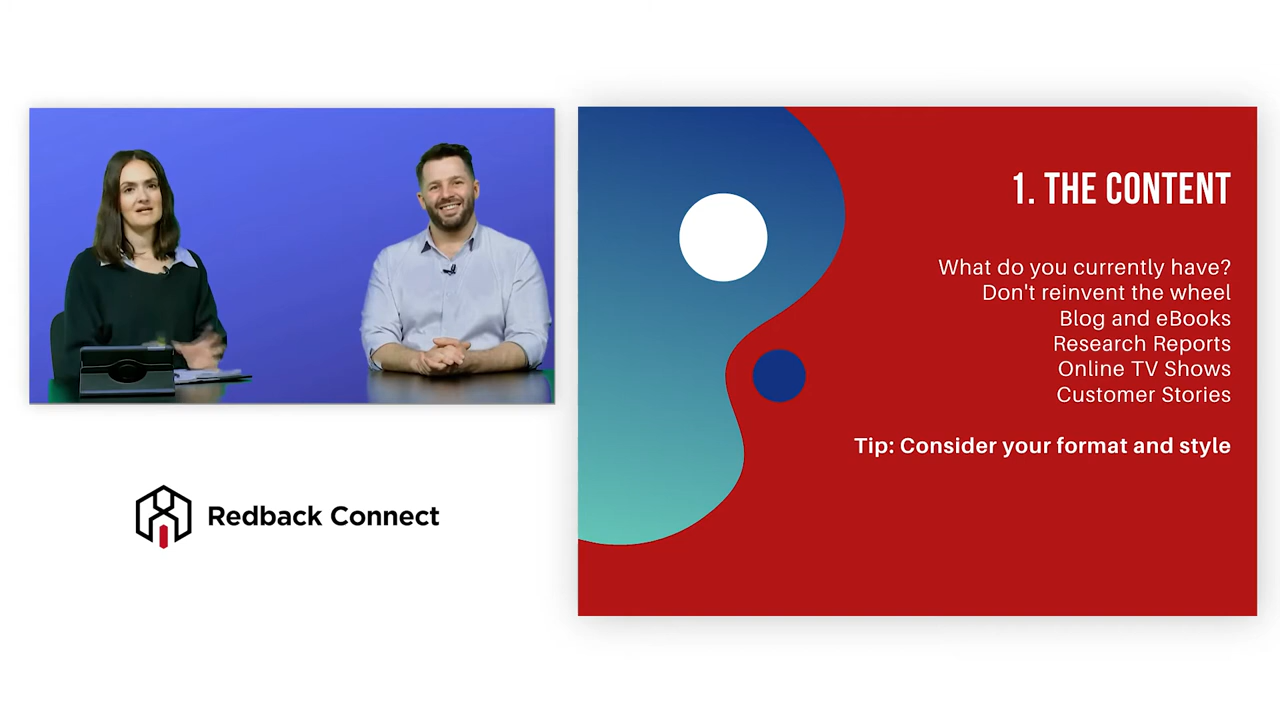 1. THE CONTENT
What do you currently have?
Don't reinvent the wheel
Blog and eBooks
Research Reports
Online TV Shows
Customer Stories
Tip: Consider your format and style
Redback Connect